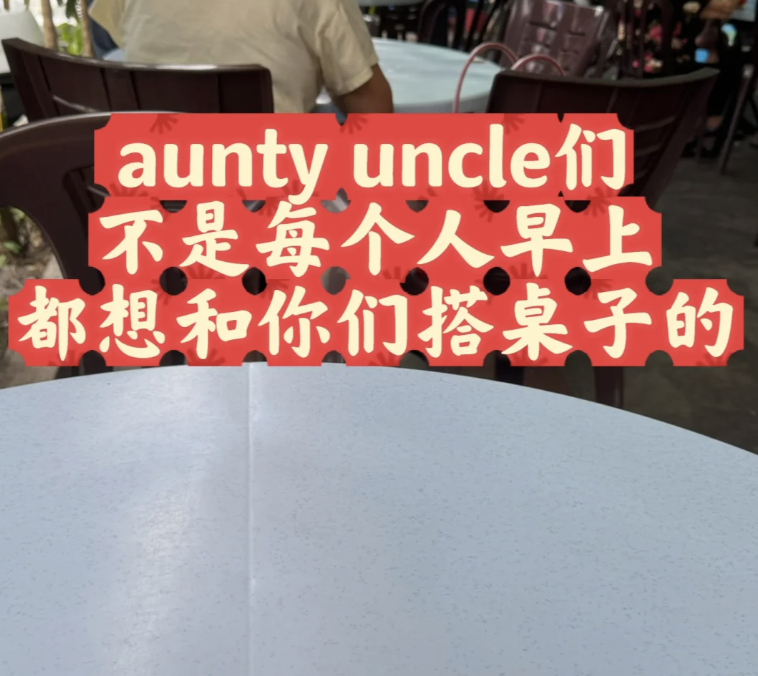 aunty uncle们
不是每个人早上
都想和你们搭桌子的